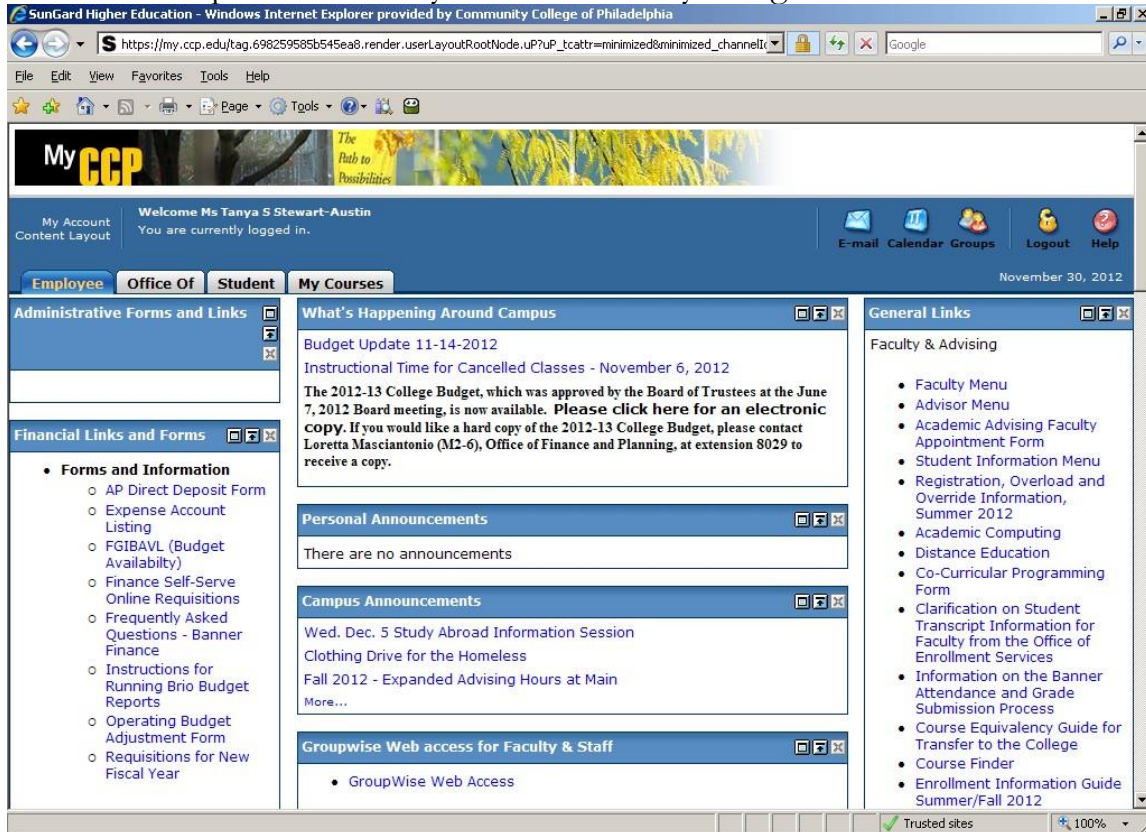 SunGard Higher Education - Windows Internet Explorer provided by Community College of Philadelphia
https://my.ccp.edu/tag.698259585b545ea8.render.userLayoutRootNode.uP?uP_tcattr=minimized&minimized_channelId
Google
File Edit View Favorites Tools Help
Page Tools
My CCP
The
Path to
Possibilities
My Account
Content Layout
Welcome Ms Tanya S Stewart-Austin
You are currently logged in.
E-mail Calendar Groups Logout Help
Employee Office Of Student My Courses
November 30, 2012
Administrative Forms and Links
Financial Links and Forms
Forms and Information
AP Direct Deposit Form
Expense Account
Listing
FGIBAVL (Budget
Availabilty)
Finance Self-Serve
Online Requisitions
Frequently Asked
Questions - Banner
Finance
Instructions for
Running Brio Budget
Reports
Operating Budget
Adjustment Form
Requisitions for New
Fiscal Year
What's Happening Around Campus
Budget Update 11-14-2012
Instructional Time for Cancelled Classes - November 6, 2012
The 2012-13 College Budget, which was approved by the Board of Trustees at the June
7, 2012 Board meeting, is now available. Please click here for an electronic
copy. If you would like a hard copy of the 2012-13 College Budget, please contact
Loretta Masciantonio (M2-6), Office of Finance and Planning, at extension 8029 to
receive a copy.
Personal Announcements
There are no announcements
Campus Announcements
Wed. Dec. 5 Study Abroad Information Session
Clothing Drive for the Homeless
Fall 2012 - Expanded Advising Hours at Main
More...
Groupwise Web access for Faculty & Staff
GroupWise Web Access
General Links
Faculty & Advising
Faculty Menu
Advisor Menu
Academic Advising Faculty
Appointment Form
Student Information Menu
Registration, Overload and
Override Information,
Summer 2012
Academic Computing
Distance Education
Co-Curricular Programming
Form
Clarification on Student
Transcript Information for
Faculty from the Office of
Enrollment Services
Information on the Banner
Attendance and Grade
Submission Process
Course Equivalency Guide for
Transfer to the College
Course Finder
Enrollment Information Guide
Summer/Fall 2012
Trusted sites
100%